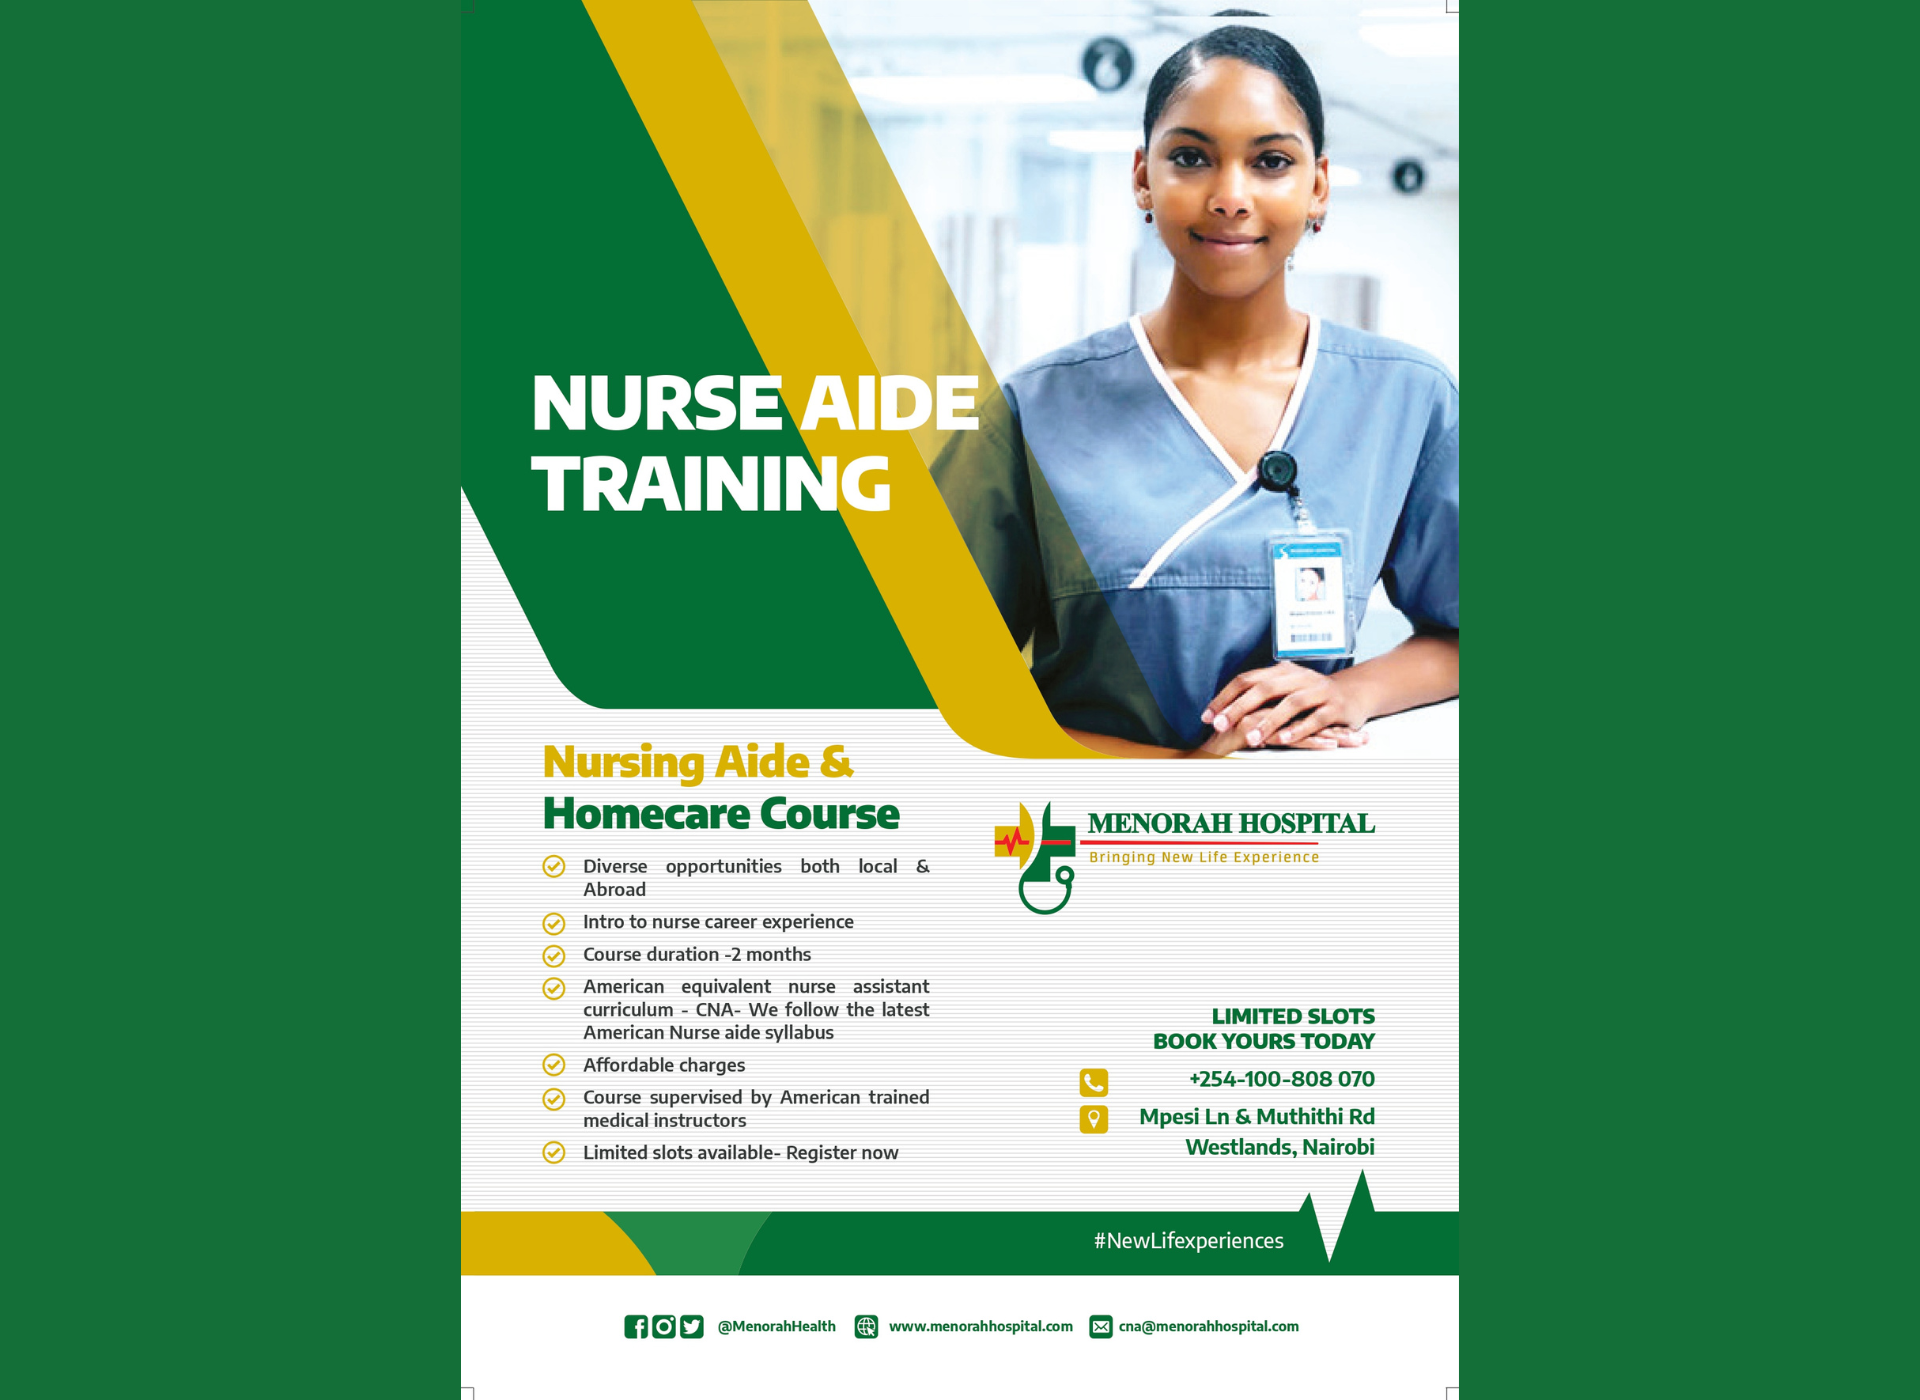 NURSE AIDE
TRAINING
Nursing Aide &
Homecare Course
Diverse opportunities both local &
Abroad
Intro to nurse career experience
Course duration -2 months
American equivalent nurse assistant
curriculum - CNA- We follow the latest
American Nurse aide syllabus
Affordable charges
Course supervised by American trained
medical instructors
Limited slots available- Register now
MENORAH HOSPITAL
Bringing New Life Experience
LIMITED SLOTS
BOOK YOURS TODAY
+254-100-808 070
Mpesi Ln & Muthithi Rd
Westlands, Nairobi
#NewLifexperiences
@MenorahHealth
www.menorahhospital.com
cna@menorahhospital.com